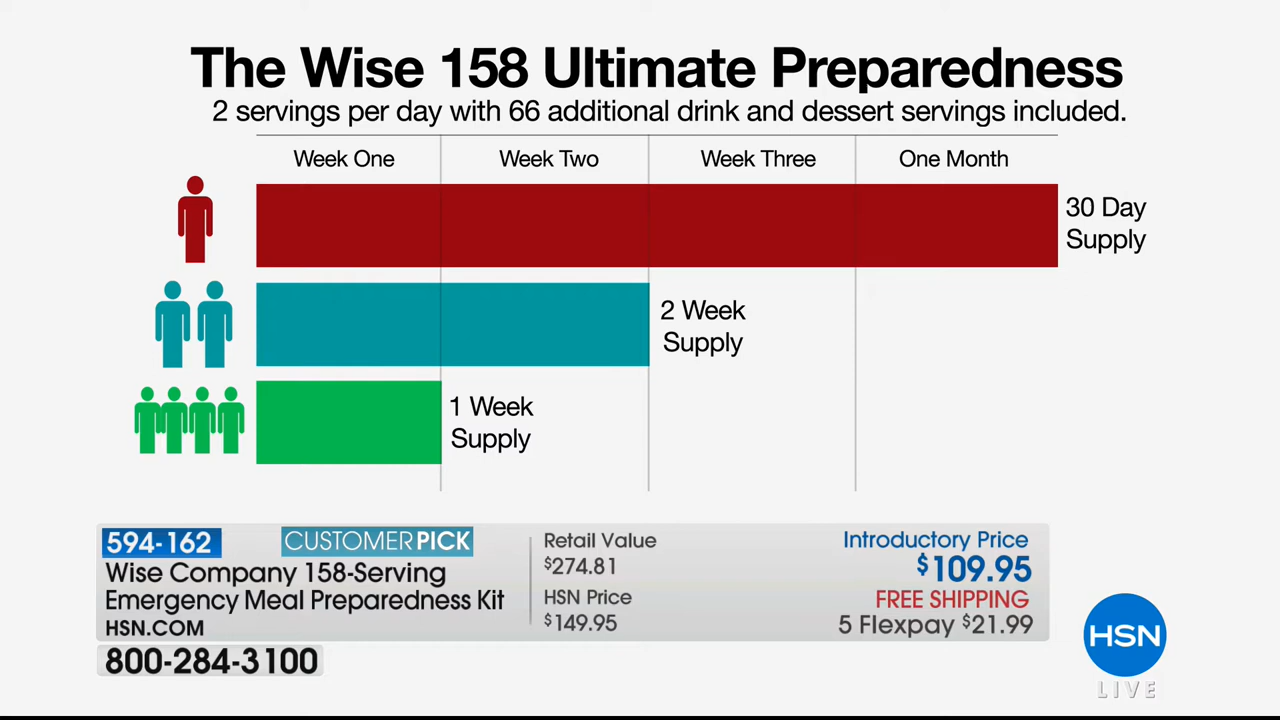 The Wise 158 Ultimate Preparedness
2 servings per day with 66 additional drink and dessert servings included.
Week One
Week Two
Week Three
One Month
30 Day
Supply
2 Week
Supply
1 Week
Supply
594-162
CUSTOMER PICK
Wise Company 158-Serving
Emergency Meal Preparedness Kit
HSN.COM
800-284-3100
Retail Value
$274.81
HSN Price
$149.95
Introductory Price
$109.95
FREE SHIPPING
5 Flexpay $21.99
HSN
LIVE